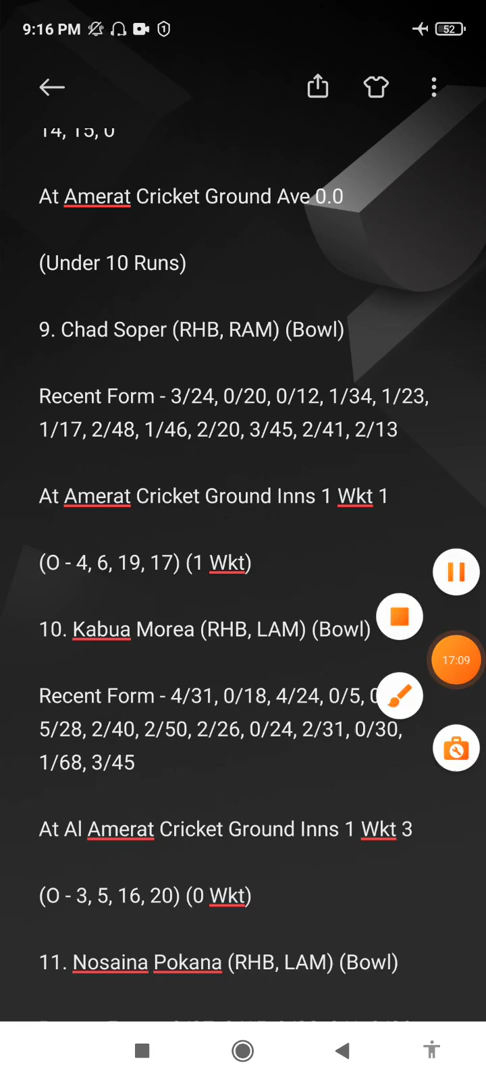 9:16 PM
52
14, 15, 0
At Amerat Cricket Ground Ave 0.0
(Under 10 Runs)
9. Chad Soper (RHB, RAM) (Bowl)
Recent Form - 3/24, 0/20, 0/12, 1/34, 1/23,
1/17, 2/48, 1/46, 2/20, 3/45, 2/41, 2/13
At Amerat Cricket Ground Inns 1 Wkt 1
(O - 4, 6, 19, 17) (1 Wkt)
10. Kabua Morea (RHB, LAM) (Bowl)
17:09
Recent Form - 4/31, 0/18, 4/24, 0/5,
5/28, 2/40, 2/50, 2/26, 0/24, 2/31, 0/30,
1/68, 3/45
At Al Amerat Cricket Ground Inns 1 Wkt 3
(O - 3, 5, 16, 20) (0 Wkt)
11. Nosaina Pokana (RHB, LAM) (Bowl)